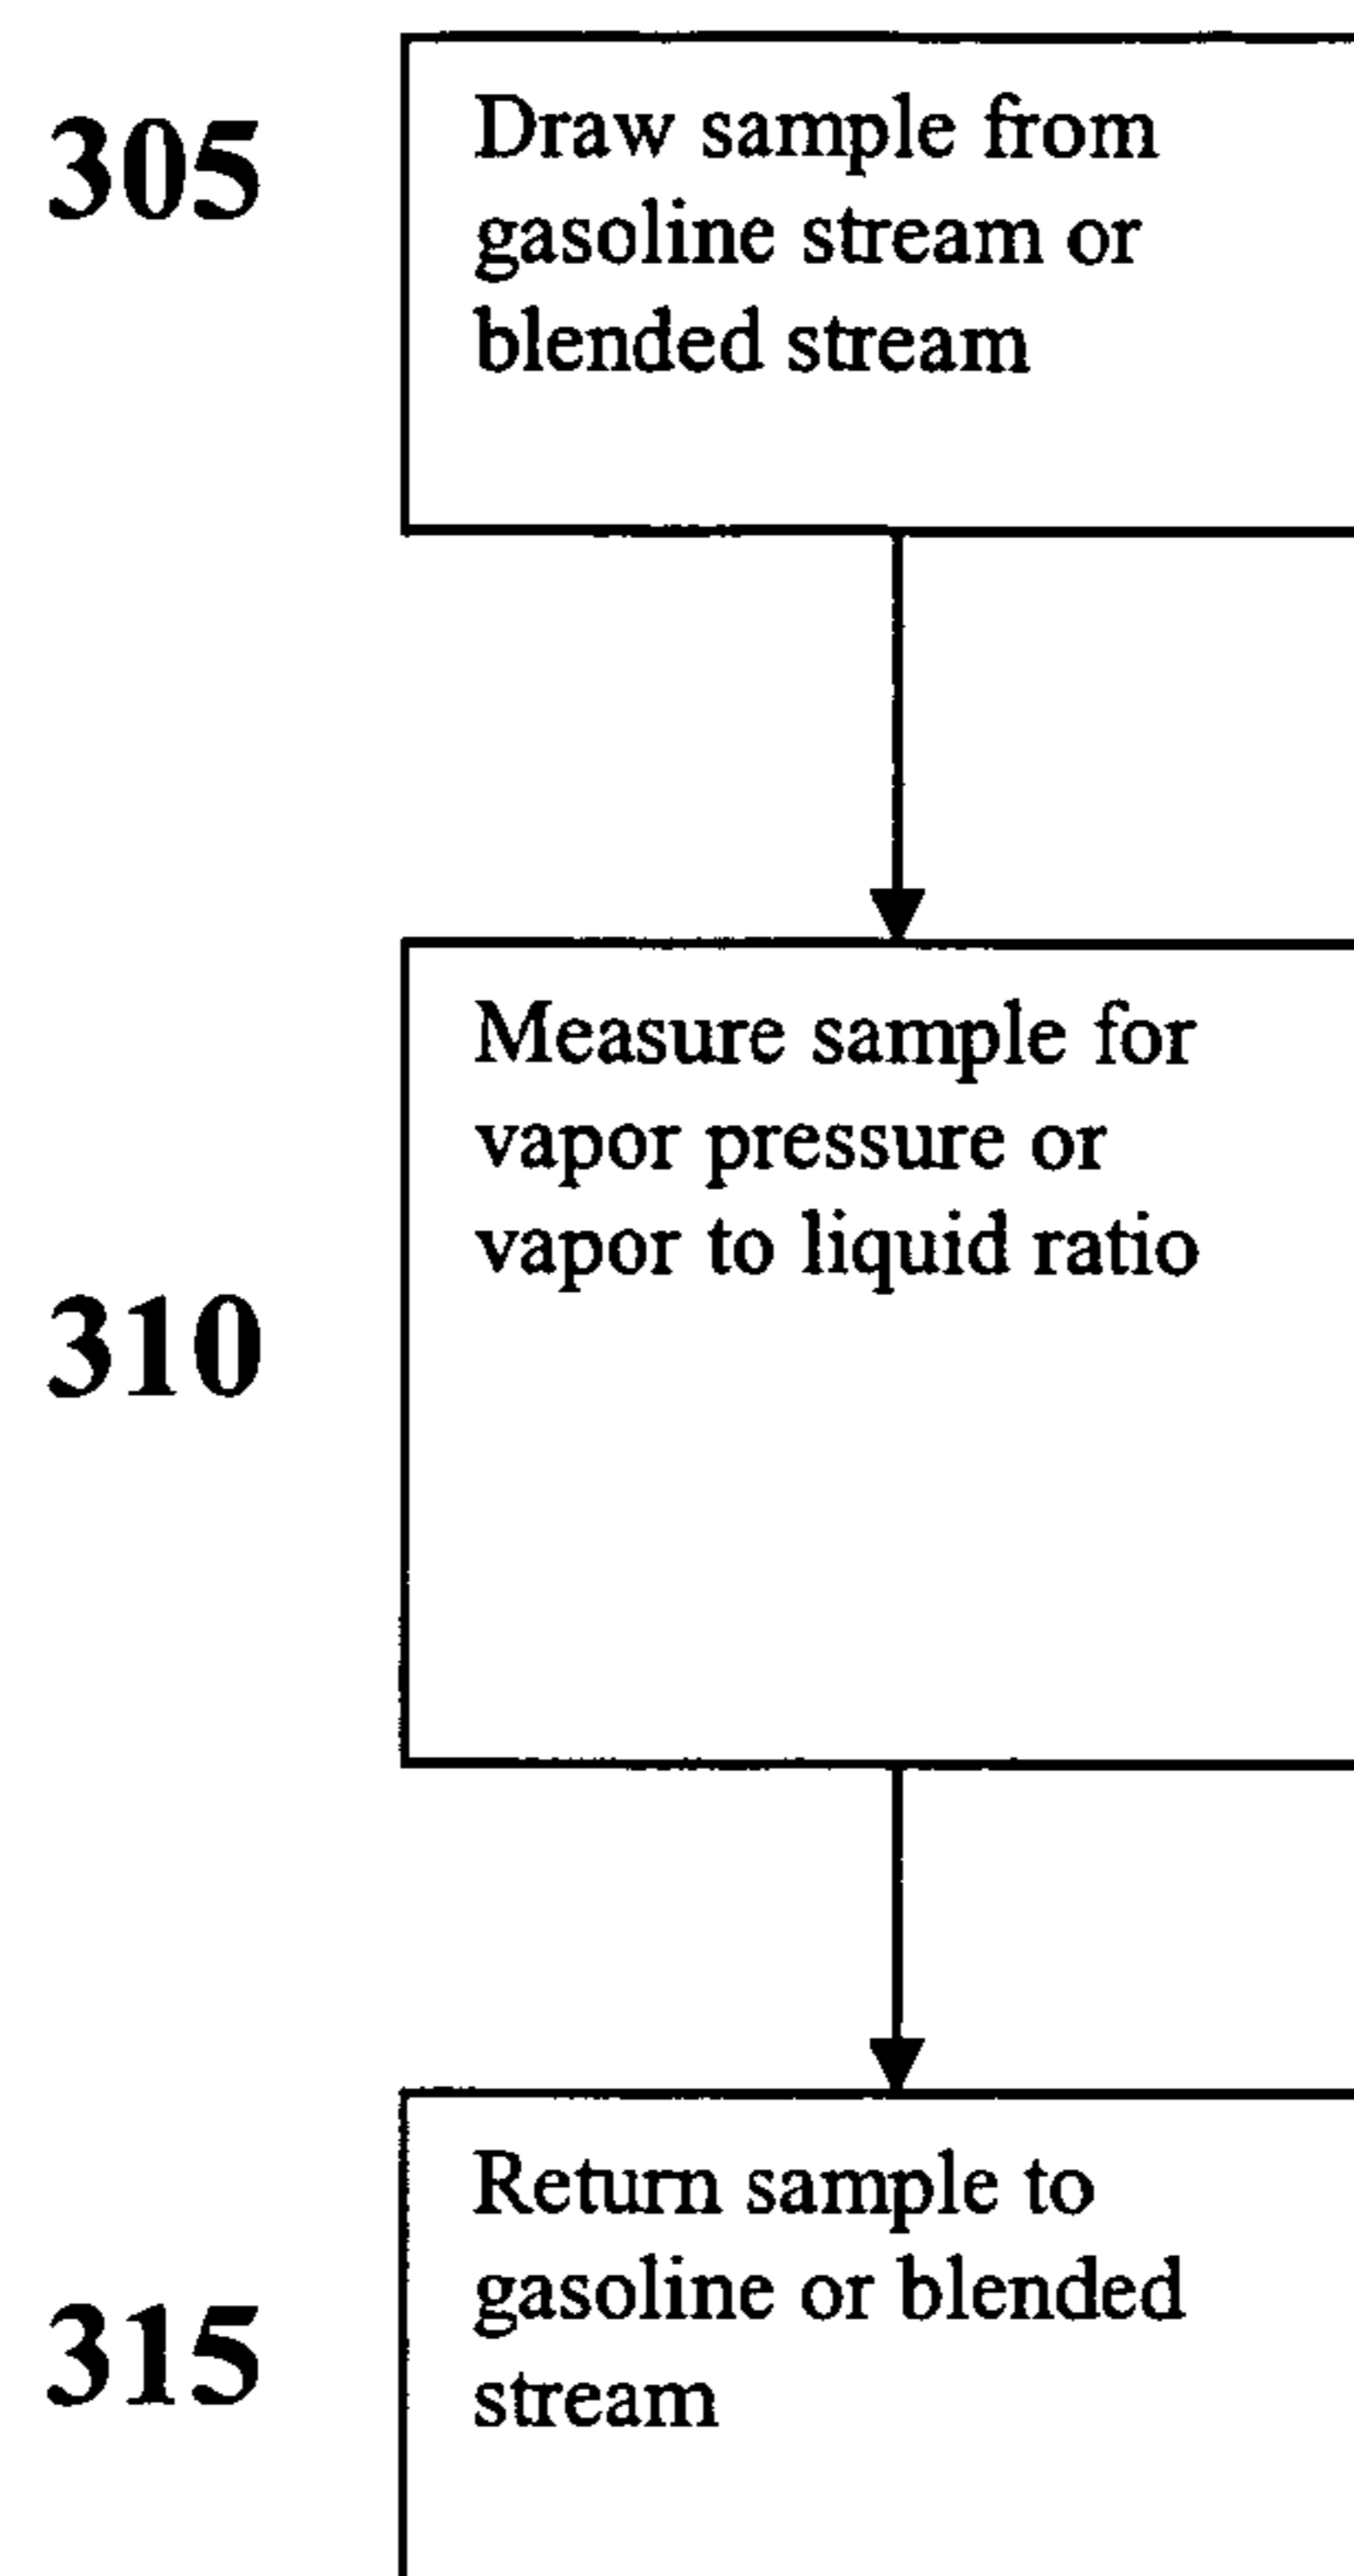 305
Draw sample from
gasoline stream or
blended stream
Measure sample for
vapor pressure or
vapor to liquid ratio
310
Return sample to
gasoline or blended
stream
315